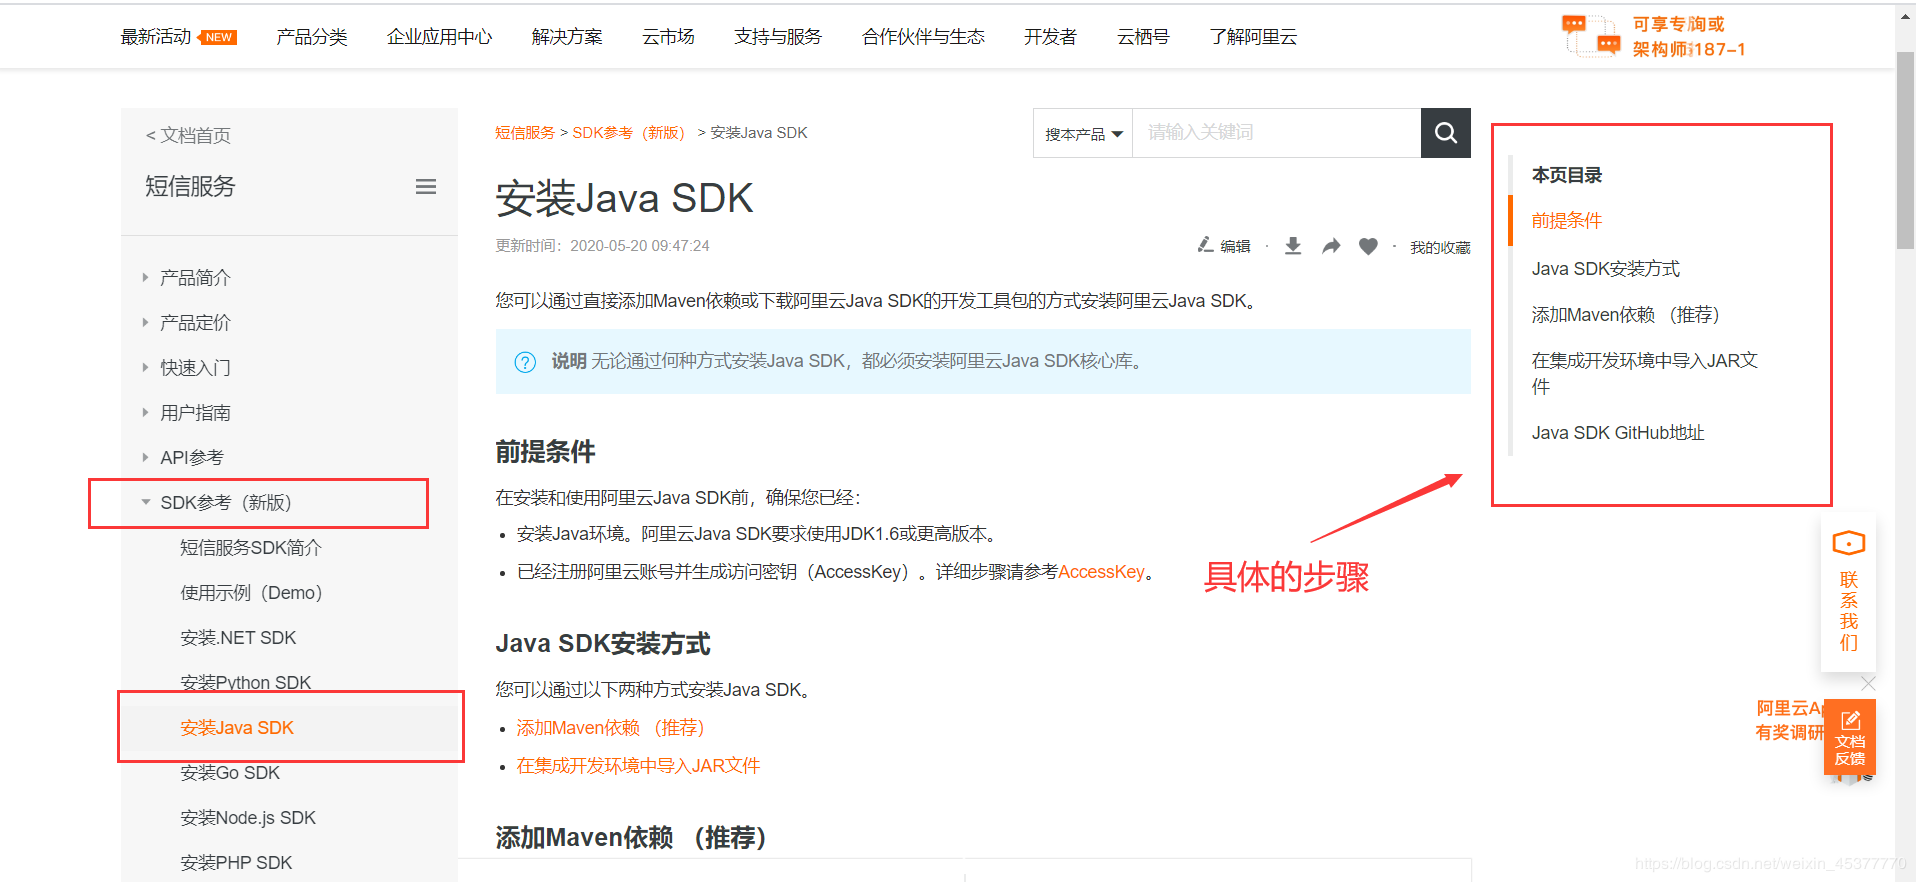 最新活动 NEW 产品分类 企业应用中心 解决方案 云市场 支持与服务 合作伙伴与生态 开发者 云栖号 了解阿里云
可享专询或
架构师 187-1
< 文档首页
短信服务
产品简介
产品定价
快速入门
用户指南
API参考
SDK参考（新版）
短信服务SDK简介
使用示例（Demo）
安装.NET SDK
安装Python SDK
安装Java SDK
安装Go SDK
安装Node.js SDK
安装PHP SDK
短信服务 > SDK参考（新版） > 安装Java SDK
搜本产品 请输入关键词
安装Java SDK
更新时间：2020-05-20 09:47:24
编辑 · · 我的收藏
您可以通过直接添加Maven依赖或下载阿里云Java SDK的开发工具包的方式安装阿里云Java SDK。
说明 无论通过何种方式安装Java SDK，都必须安装阿里云Java SDK核心库。
前提条件
在安装和使用阿里云Java SDK前，确保您已经：
• 安装Java环境。阿里云Java SDK要求使用JDK1.6或更高版本。
• 已经注册阿里云账号并生成访问密钥（AccessKey）。详细步骤请参考AccessKey。
具体的步骤
Java SDK安装方式
您可以通过以下两种方式安装Java SDK。
• 添加Maven依赖 （推荐）
• 在集成开发环境中导入JAR文件
添加Maven依赖 （推荐）
本页目录
前提条件
Java SDK安装方式
添加Maven依赖 （推荐）
在集成开发环境中导入JAR文
件
Java SDK GitHub地址
联
系
我
们
阿里云Ap
有奖调研
文档
反馈
https://blog.csdn.net/weixin_45377770